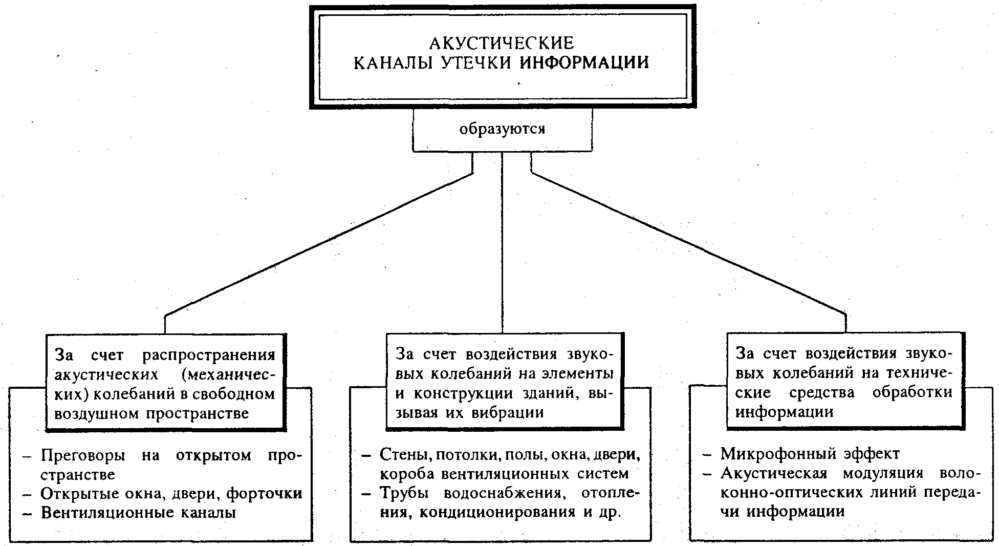 АКУСТИЧЕСКИЕ
КАНАЛЫ УТЕЧКИ ИНФОРМАЦИИ
образуются
За счет распространения
акустических (механичес-
ких) колебаний в свободном
воздушном пространстве
– Преговоры на открытом про-
странстве
– Открытые окна, двери, форточки
– Вентиляционные каналы
За счет воздействия звуко-
вых колебаний на элементы
и конструкции зданий, вы-
зывая их вибрации
– Стены, потолки, полы, окна, двери,
короба вентиляционных систем
– Трубы водоснабжения, отопле-
ния, кондиционирования и др.
За счет воздействия звуко-
вых колебаний на техниче-
ские средства обработки
информации
– Микрофонный эффект
– Акустическая модуляция воло-
конно-оптических линий переда-
чи информации